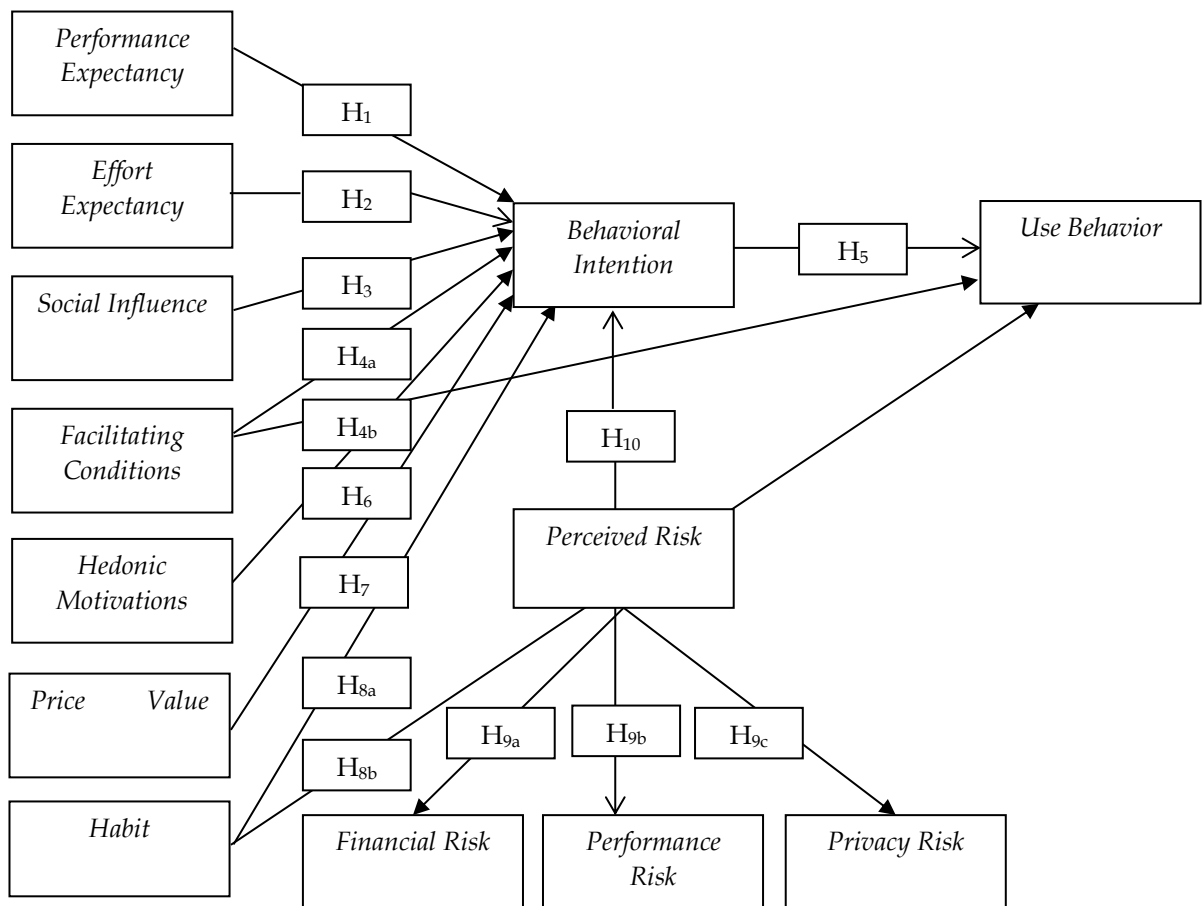 Performance
Expectancy
H₁
Effort
Expectancy
H₂
Behavioral
Intention
Use Behavior
H₅
Social Influence
H₃
H₄ₐ
Facilitating
Conditions
H₄b
H₁₀
H₆
Perceived Risk
Hedonic
Motivations
H₇
Price Value
H₈ₐ
H₉ₐ
H₉b
H₉c
H₈b
Habit
Financial Risk
Performance
Risk
Privacy Risk